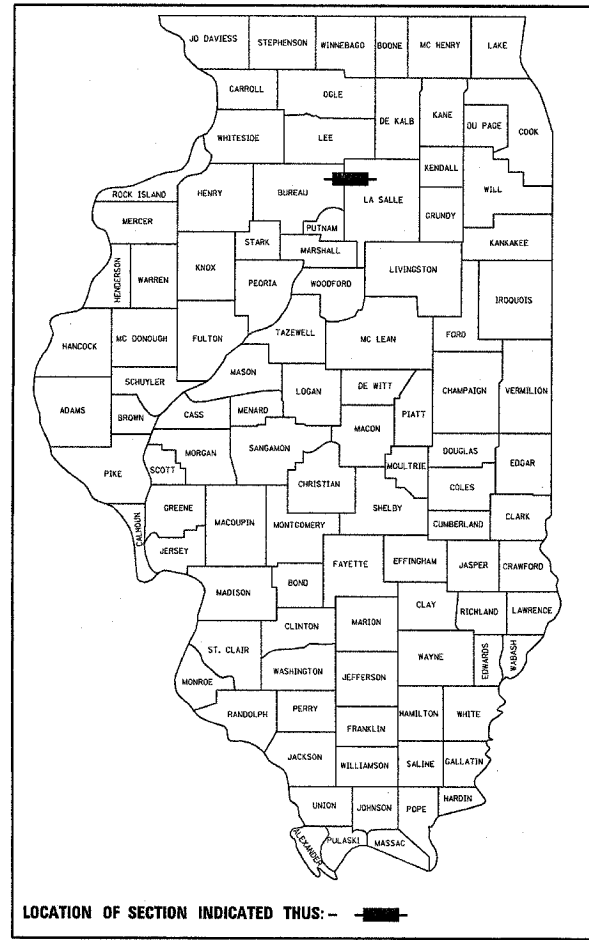 JO DAVIESS
STEPHENSON
WINNEBAGO
BOONE
MC HENRY
LAKE
CARROLL
OGLE
DE KALB
KANE
DU PAGE
COOK
WHITESIDE
LEE
KENDALL
WILL
ROCK ISLAND
HENRY
BUREAU
LA SALLE
GRUNDY
MERCER
PUTNAM
STARK
MARSHALL
KANKAKEE
HENDERSON
WARREN
KNOX
PEORIA
WOODFORD
LIVINGSTON
IROQUOIS
HANCOCK
MC DONOUGH
FULTON
TAZEWELL
MC LEAN
FORD
SCHUYLER
MASON
LOGAN
DE WITT
CHAMPAIGN
VERMILION
ADAMS
BROWN
CASS
MENARD
PIATT
MACON
PIKE
SCOTT
MORGAN
SANGAMON
MOULTRIE
DOUGLAS
EDGAR
CHRISTIAN
COLES
CALHOUN
GREENE
MACOUPIN
MONTGOMERY
SHELBY
CUMBERLAND
CLARK
JERSEY
FAYETTE
EFFINGHAM
JASPER
CRAWFORD
MADISON
BOND
CLAY
RICHLAND
LAWRENCE
CLINTON
MARION
ST. CLAIR
WAYNE
EDWARDS
WABASH
WASHINGTON
JEFFERSON
MONROE
RANDOLPH
PERRY
HAMILTON
WHITE
FRANKLIN
JACKSON
WILLIAMSON
SALINE
GALLATIN
UNION
JOHNSON
POPE
HARDIN
ALEXANDER
PULASKI
MASSAC
LOCATION OF SECTION INDICATED THUS: -